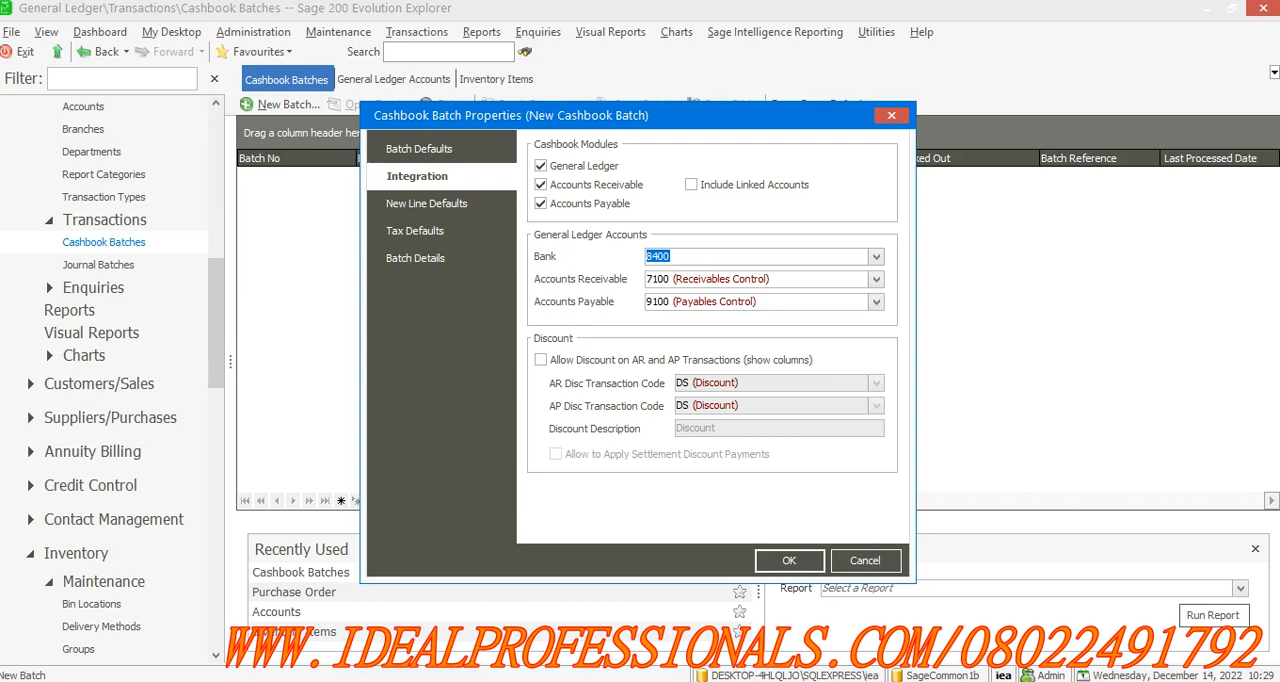 General Ledger\Transactions\Cashbook Batches -- Sage 200 Evolution Explorer
File View Dashboard My Desktop Administration Maintenance Transactions Reports Enquiries Visual Reports Charts Sage Intelligence Reporting Utilities Help
Exit Back Forward Favourites Search
Filter:
Cashbook Batches General Ledger Accounts Inventory Items
New Batch...
Drag a column header
Batch No
Batch Reference Last Processed Date
Accounts
Branches
Departments
Report Categories
Transaction Types
Transactions
Cashbook Batches
Journal Batches
Enquiries
Reports
Visual Reports
Charts
Customers/Sales
Suppliers/Purchases
Annuity Billing
Credit Control
Contact Management
Inventory
Maintenance
Bin Locations
Delivery Methods
Groups
Cashbook Batch Properties (New Cashbook Batch)
Batch Defaults
Integration
New Line Defaults
Tax Defaults
Batch Details
Cashbook Modules
General Ledger
Accounts Receivable Include Linked Accounts
Accounts Payable
General Ledger Accounts
Bank 8400
Accounts Receivable 7100 (Receivables Control)
Accounts Payable 9100 (Payables Control)
Discount
Allow Discount on AR and AP Transactions (show columns)
AR Disc Transaction Code DS (Discount)
AP Disc Transaction Code DS (Discount)
Discount Description Discount
Allow to Apply Settlement Discount Payments
OK Cancel
Recently Used
Cashbook Batches
Purchase Order
Accounts
Report Select a Report
Run Report
WWW.IDEALPROFESSIONALS.COM/08022491792
New Batch DESKTOP-4HLQLJO\SQLEXPRESS\iea SageCommon1b iea Admin Wednesday, December 14, 2022 10:29